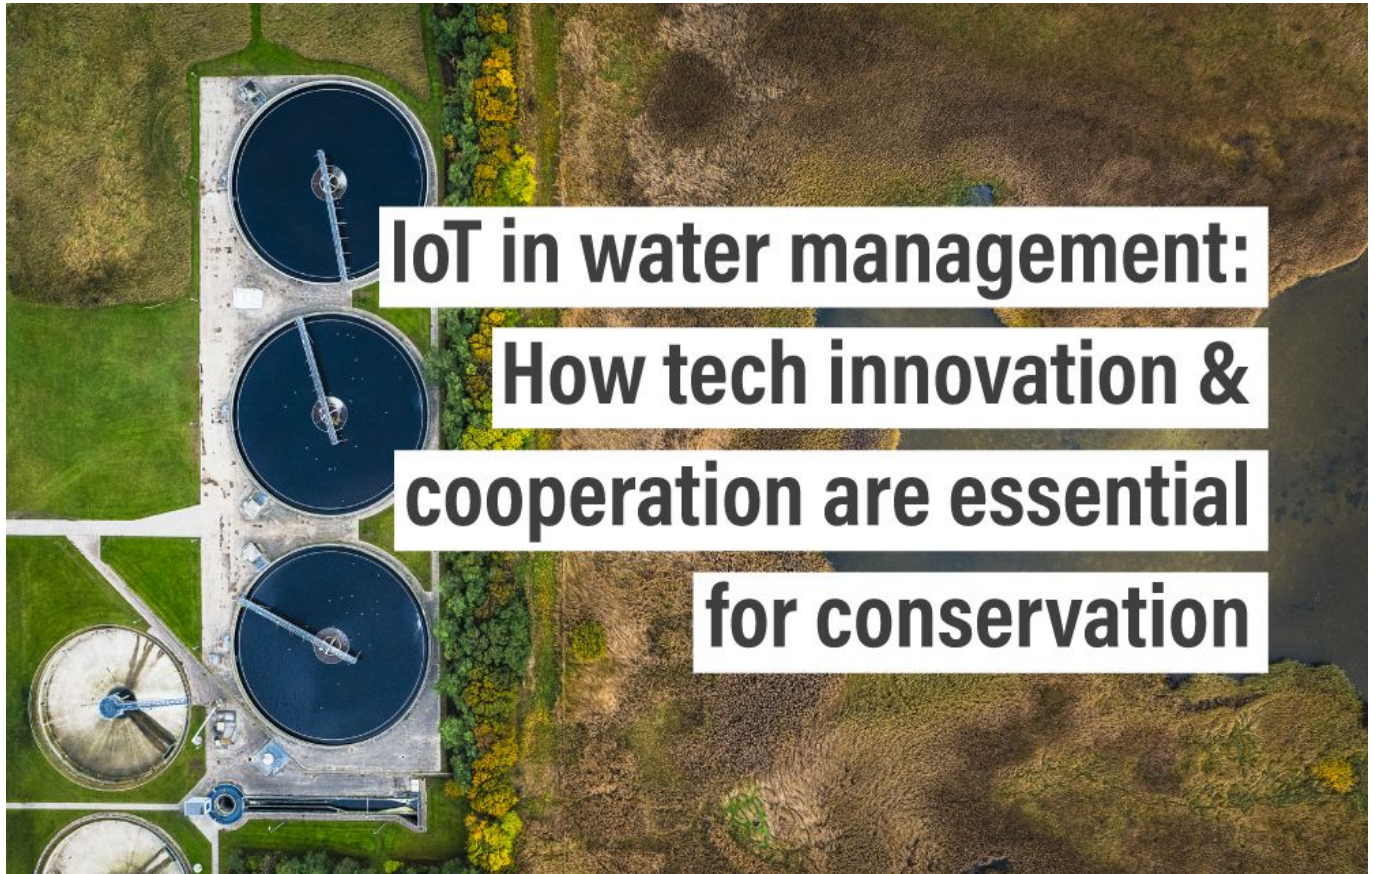 IoT in water management:
How tech innovation &
cooperation are essential
for conservation